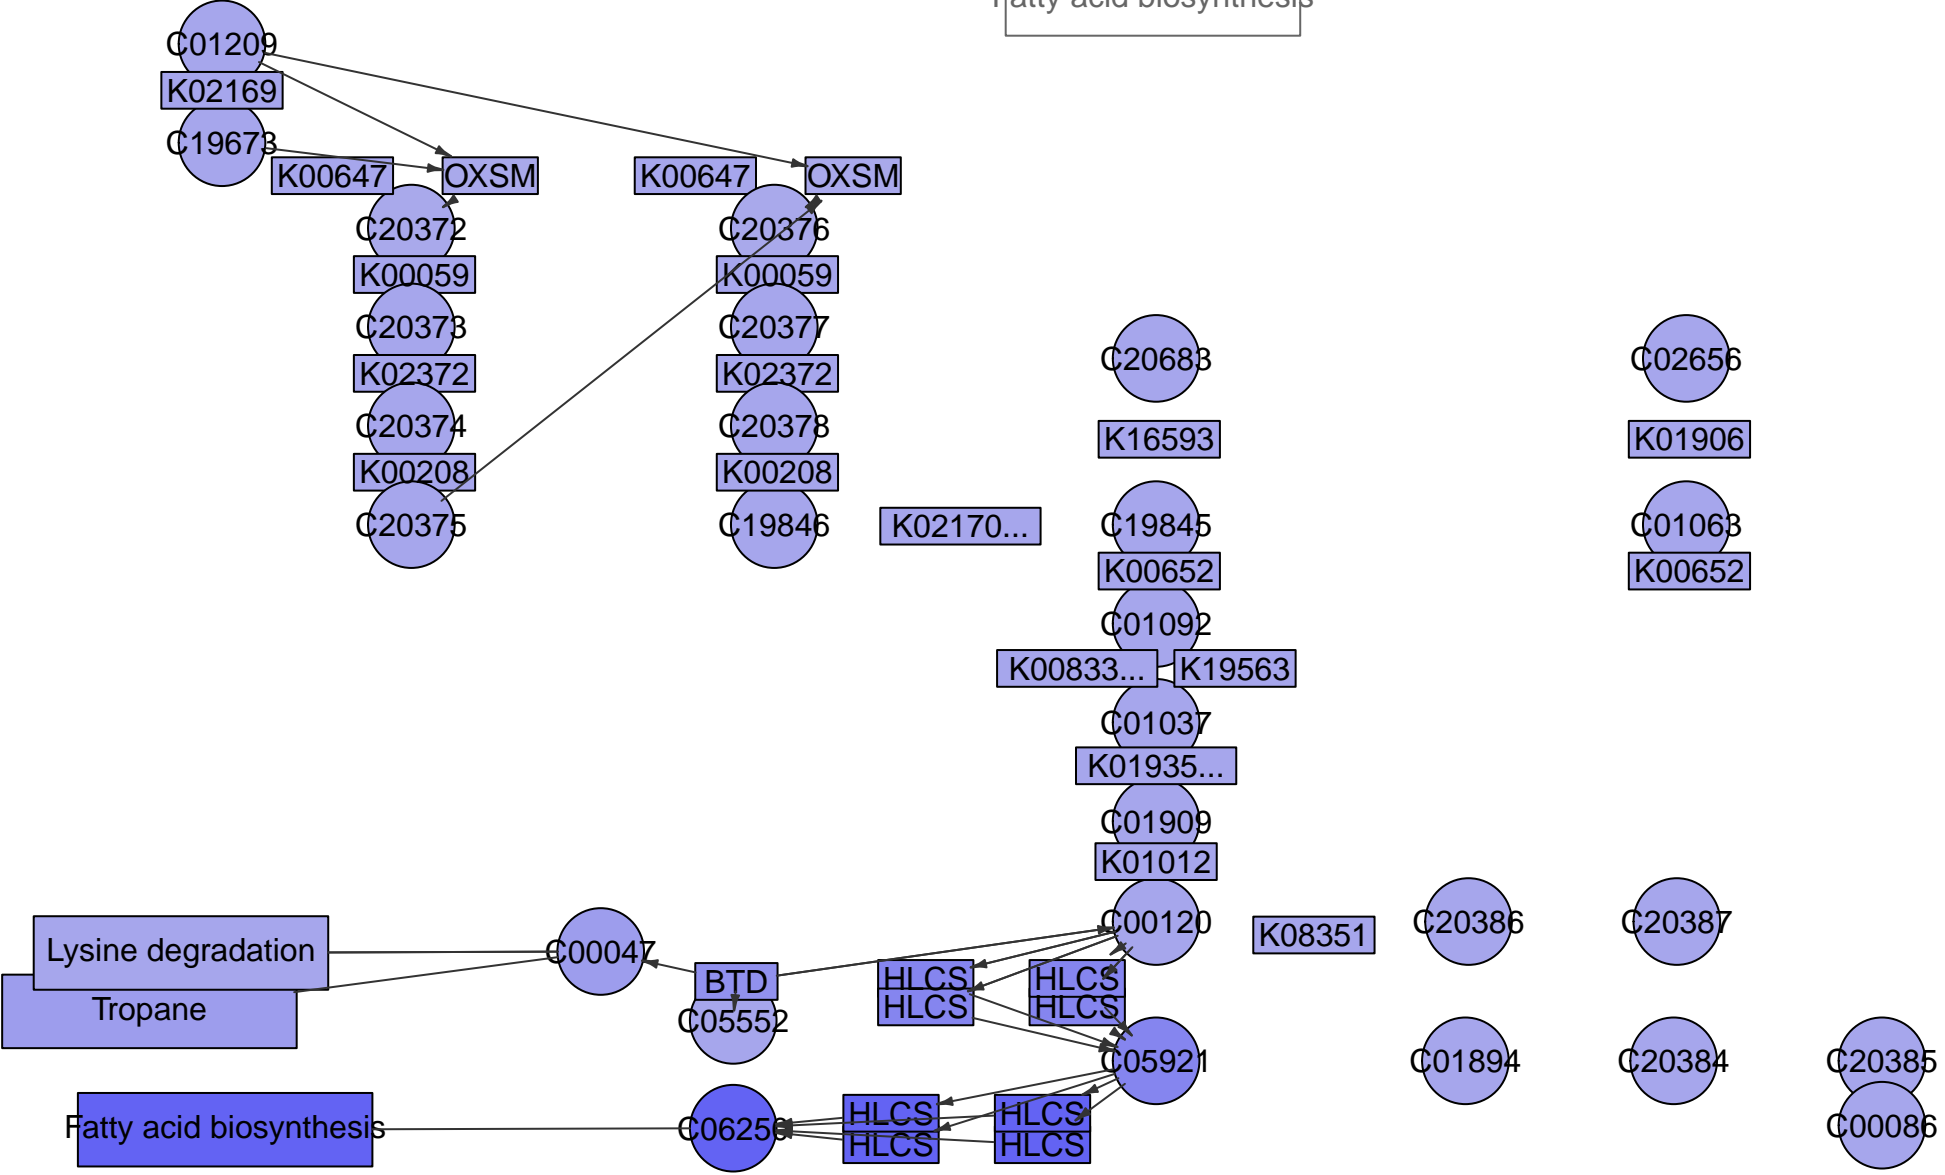 Fatty acid biosynthesis
C01209
K02169
C19673
K00647
OXSM
K00647
OXSM
C20372
C20376
K00059
K00059
C20373
C20377
C20683
C02656
K02372
K02372
C20374
C20378
K16593
K01906
K00208
K00208
C20375
C19846
K02170...
C19845
C01063
K00652
K00652
C01092
K00833...
K19563
C01037
K01935...
C01909
K01012
C00120
K08351
C20386
C20387
Lysine degradation
C00047
BTD
HLCS
HLCS
Tropane
C05552
HLCS
HLCS
C05921
C01894
C20384
C20385
Fatty acid biosynthesis
C06250
HLCS
HLCS
C00086
HLCS
HLCS